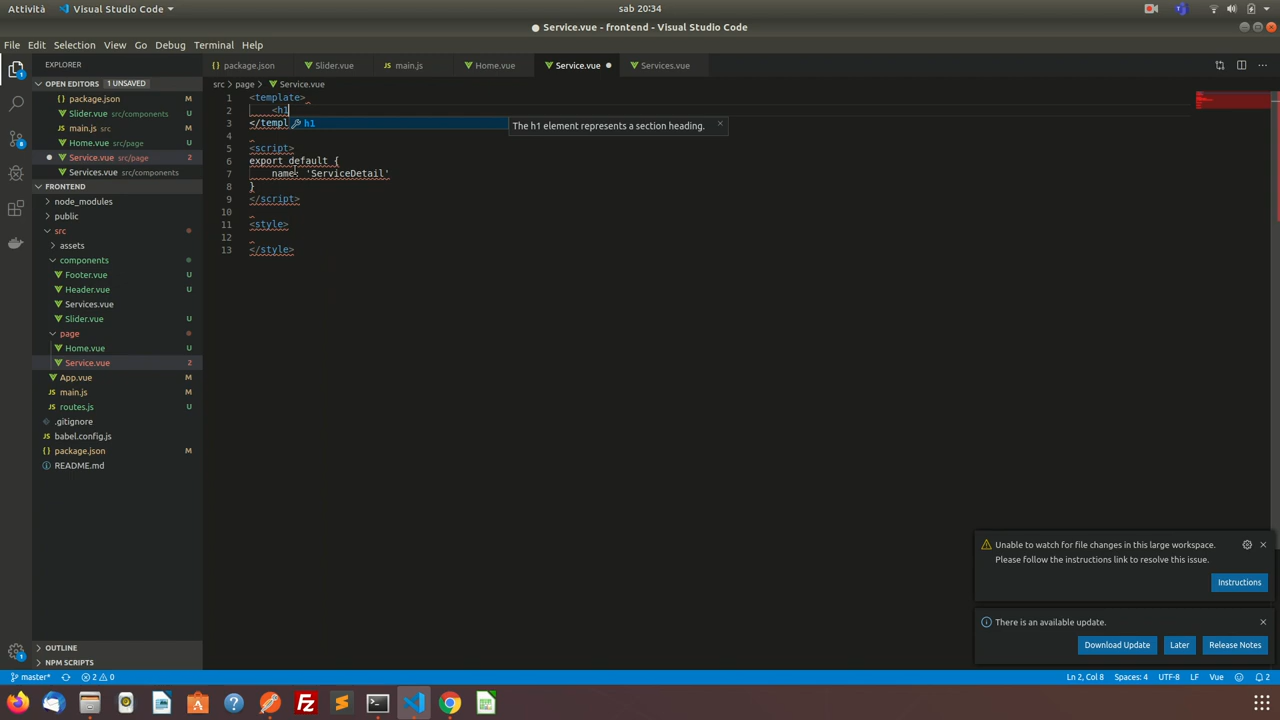 Attività Visual Studio Code sab 20:34
Service.vue - frontend - Visual Studio Code
File Edit Selection View Go Debug Terminal Help
EXPLORER
package.json Slider.vue main.js Home.vue Service.vue Services.vue
OPEN EDITORS 1 UNSAVED
src page Service.vue
package.json M
Slider.vue src/components U
main.js src M
Home.vue src/page U
Service.vue src/page 2
Services.vue src/components
FRONTEND
node_modules
public
src
assets
components
Footer.vue U
Header.vue U
Services.vue
Slider.vue U
page
Home.vue U
Service.vue 2
App.vue M
main.js M
routes.js U
.gitignore
babel.config.js
package.json M
README.md
OUTLINE
NPM SCRIPTS
1 <template>
2 <h1
3 </templ
h1
The h1 element represents a section heading.
4
5 <script>
6 export default {
7 name: 'ServiceDetail'
8 }
9 </script>
10
11 <style>
12
13 </style>
Unable to watch for file changes in this large workspace.
Please follow the instructions link to resolve this issue.
Instructions
There is an available update.
Download Update Later Release Notes
master* 2 0 Ln 2, Col 8 Spaces: 4 UTF-8 LF Vue 2